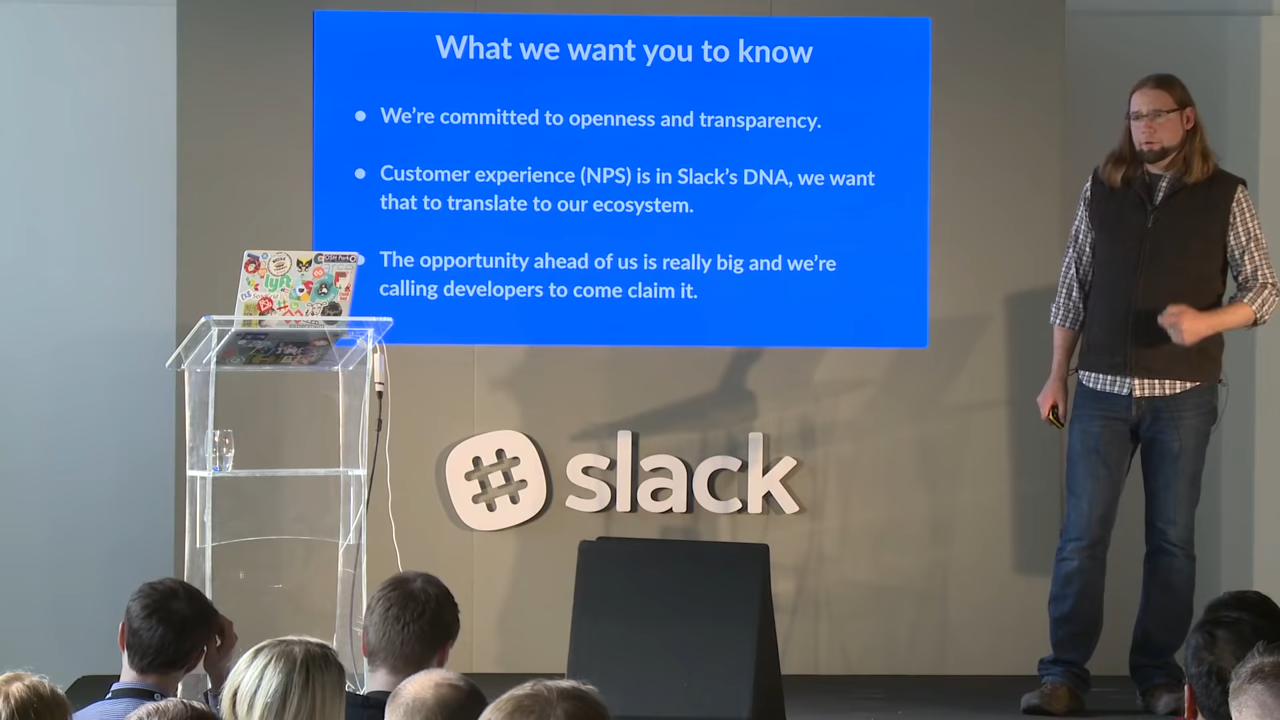 What we want you to know
We're committed to openness and transparency.
Customer experience (NPS) is in Slack's DNA, we want
that to translate to our ecosystem.
The opportunity ahead of us is really big and we're
calling developers to come claim it.
lyft
slack